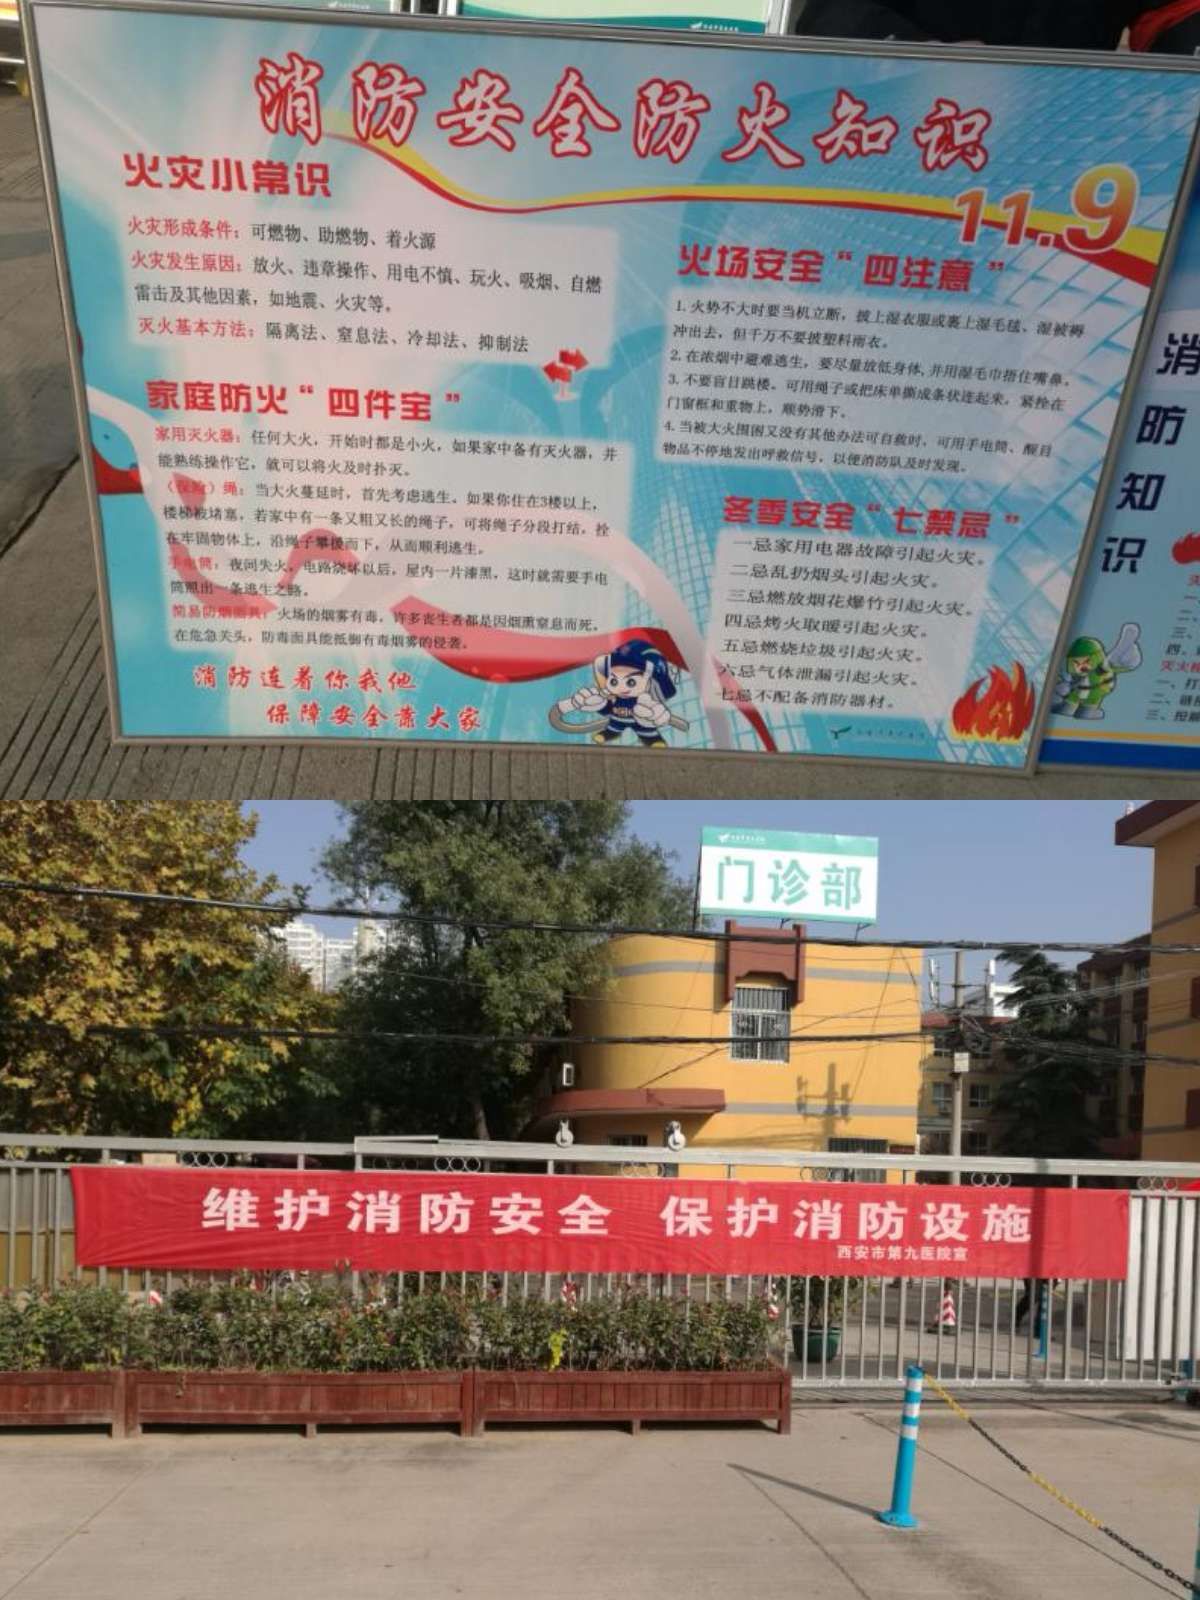 消防安全防火知识
11.9
火灾小常识
火灾形成条件：可燃物、助燃物、着火源
火灾发生原因：放火、违章操作、用电不慎、玩火、吸烟、自燃
雷击及其他因素，如地震、火灾等。
灭火基本方法：隔离法、窒息法、冷却法、抑制法
家庭防火“四件宝”
家用灭火器：任何大火，开始时都是小火，如果家中备有灭火器，并
能熟练操作它，就可以将火及时扑灭。
（保险）绳：当大火蔓延时，首先考虑逃生。如果你住在3楼以上，
楼梯被堵塞，若家中有一条又粗又长的绳子，可将绳子分段打结，拴
在牢固物体上，沿绳子攀援而下，从而顺利逃生。
手电筒：夜间失火，电路烧坏以后，屋内一片漆黑，这时就需要手电
筒照出一条逃生之路。
简易防烟面具：火场的烟雾有毒，许多丧生者都是因烟熏窒息而死。
在危急关头，防毒面具能抵御有毒烟雾的侵袭。
消防连着你我他
保障安全靠大家
火场安全“四注意”
1.火势不大时要当机立断，披上湿衣服或裹上湿毛毯、湿被褥
冲出去，但千万不要披塑料雨衣。
2.在浓烟中避难逃生，要尽量放低身体,并用湿毛巾捂住嘴鼻。
3.不要盲目跳楼。可用绳子或把床单撕成条状连起来，紧拴在
门窗框和重物上，顺势滑下。
4.当被大火围困又没有其他办法可自救时，可用手电筒、醒目
物品不停地发出呼救信号，以便消防队及时发现。
冬季安全“七禁忌”
一忌家用电器故障引起火灾。
二忌乱扔烟头引起火灾。
三忌燃放烟花爆竹引起火灾。
四忌烤火取暖引起火灾。
五忌燃烧垃圾引起火灾。
六忌气体泄漏引起火灾。
七忌不配备消防器材。
消
防
知
识
门诊部
维护消防安全 保护消防设施
西安市第九医院宣